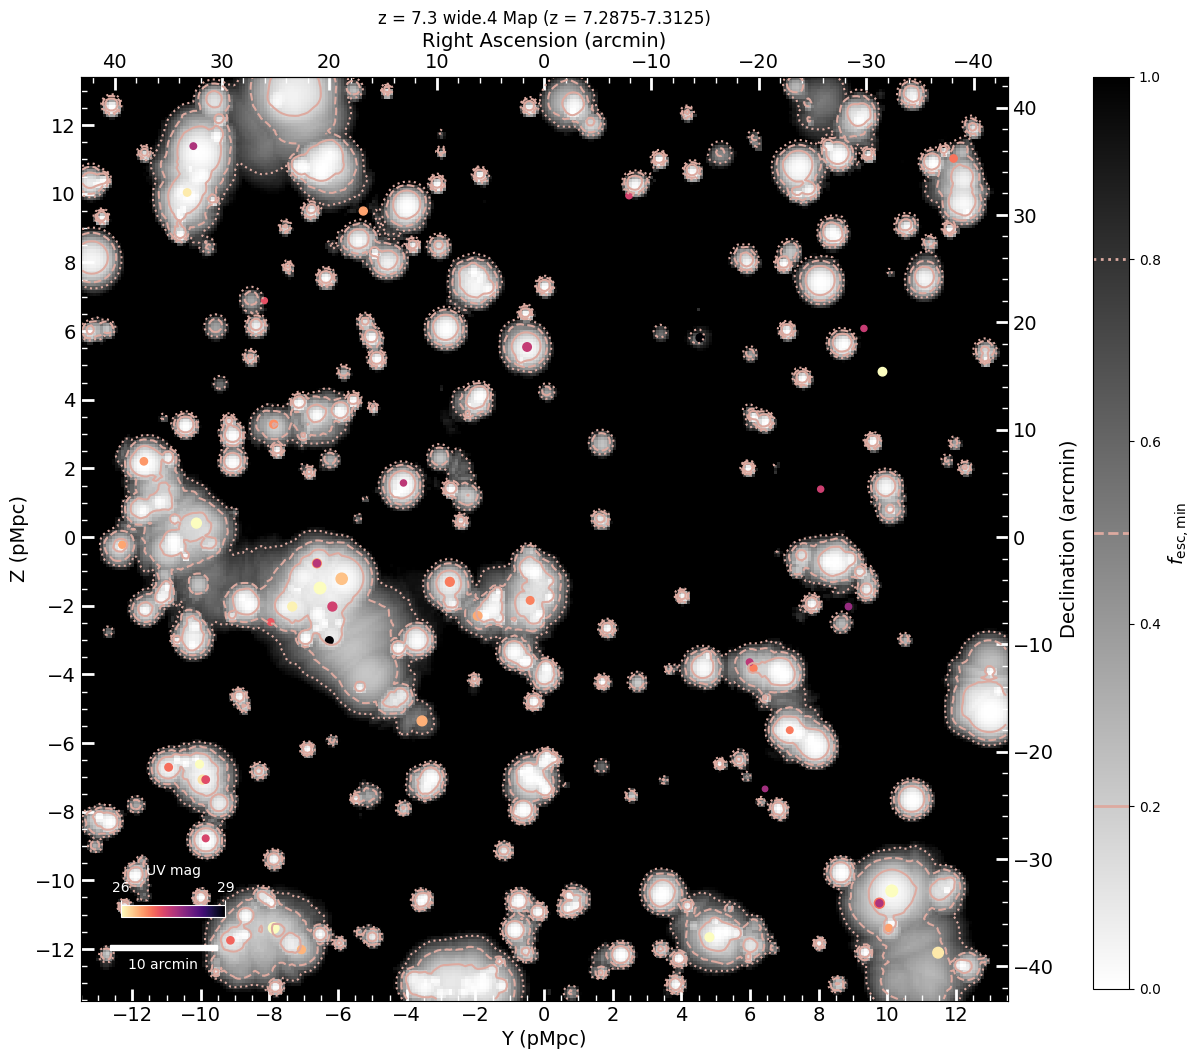 z = 7.3 wide.4 Map (z = 7.2875-7.3125)
Right Ascension (arcmin)
40 30 20 10 0 −10 −20 −30 −40
12
10
8
6
4
2
0
−2
−4
−6
−8
−10
−12
Z (pMpc)
−12 −10 −8 −6 −4 −2 0 2 4 6 8 10 12
Y (pMpc)
40
30
20
10
0
−10
−20
−30
−40
Declination (arcmin)
UV mag
26 29
10 arcmin
1.0
0.8
0.6
0.4
0.2
0.0
fesc,min